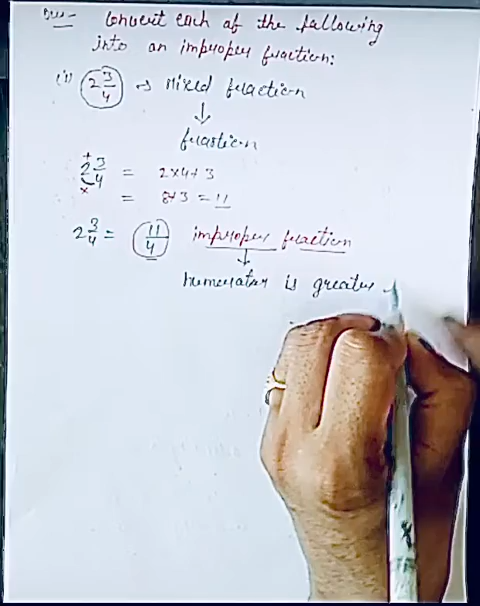 Que- Convert each of the following
into an improper fraction:
(i) 2 3/4 → Mixed fraction
↓
fraction
+
2 3/4 = 2×4+3
×
= 8+3 = 11
2 3/4 = 11/4 improper fraction
↓
numerator is greater